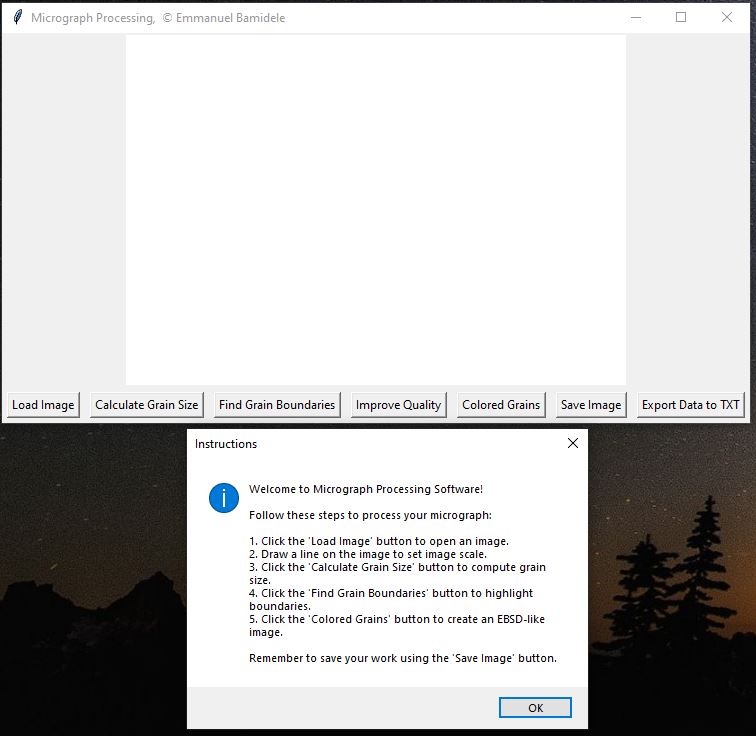 Micrograph Processing,  © Emmanuel Bamidele
Load Image
Calculate Grain Size
Find Grain Boundaries
Improve Quality
Colored Grains
Save Image
Export Data to TXT
Instructions
Welcome to Micrograph Processing Software!
Follow these steps to process your micrograph:
1. Click the 'Load Image' button to open an image.
2. Draw a line on the image to set image scale.
3. Click the 'Calculate Grain Size' button to compute grain
size.
4. Click the 'Find Grain Boundaries' button to highlight
boundaries.
5. Click the 'Colored Grains' button to create an EBSD-like
image.
Remember to save your work using the 'Save Image' button.
OK